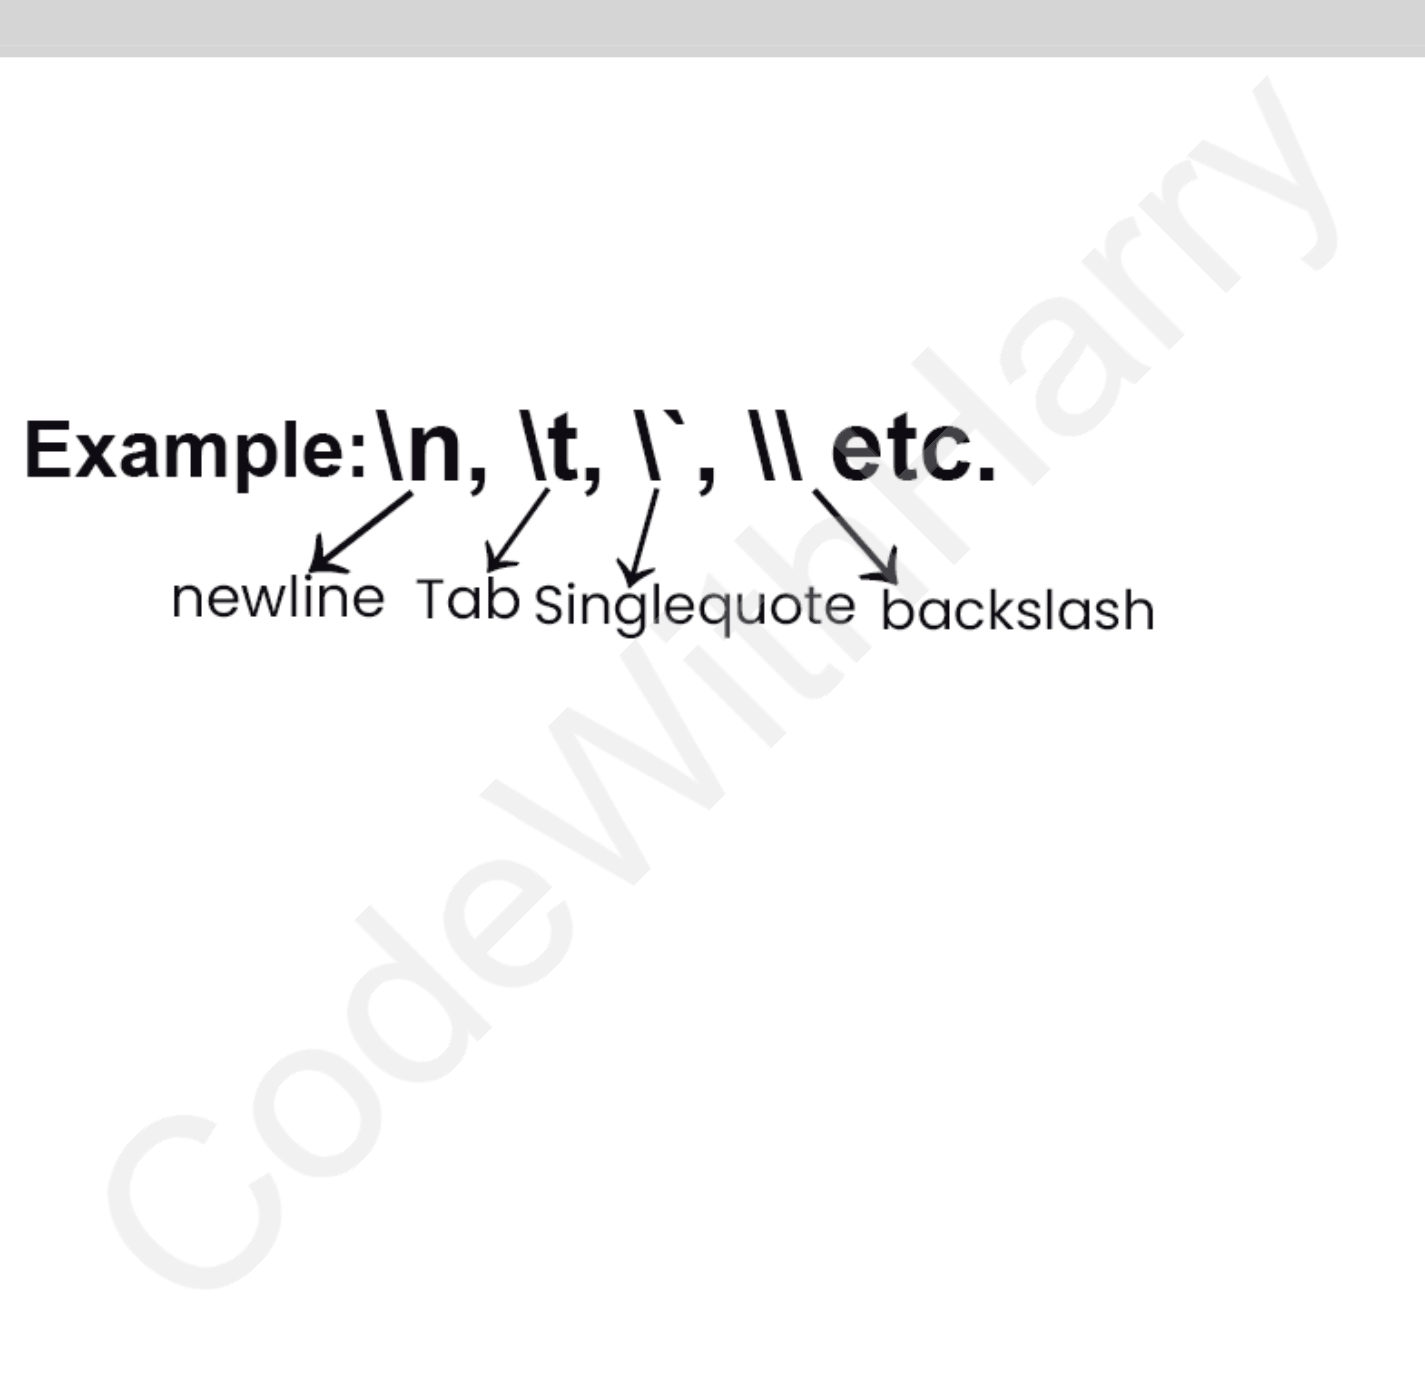 Example: \n, \t, \` , \\ etc.
newline Tab Singlequote backslash
CodeWithHarry